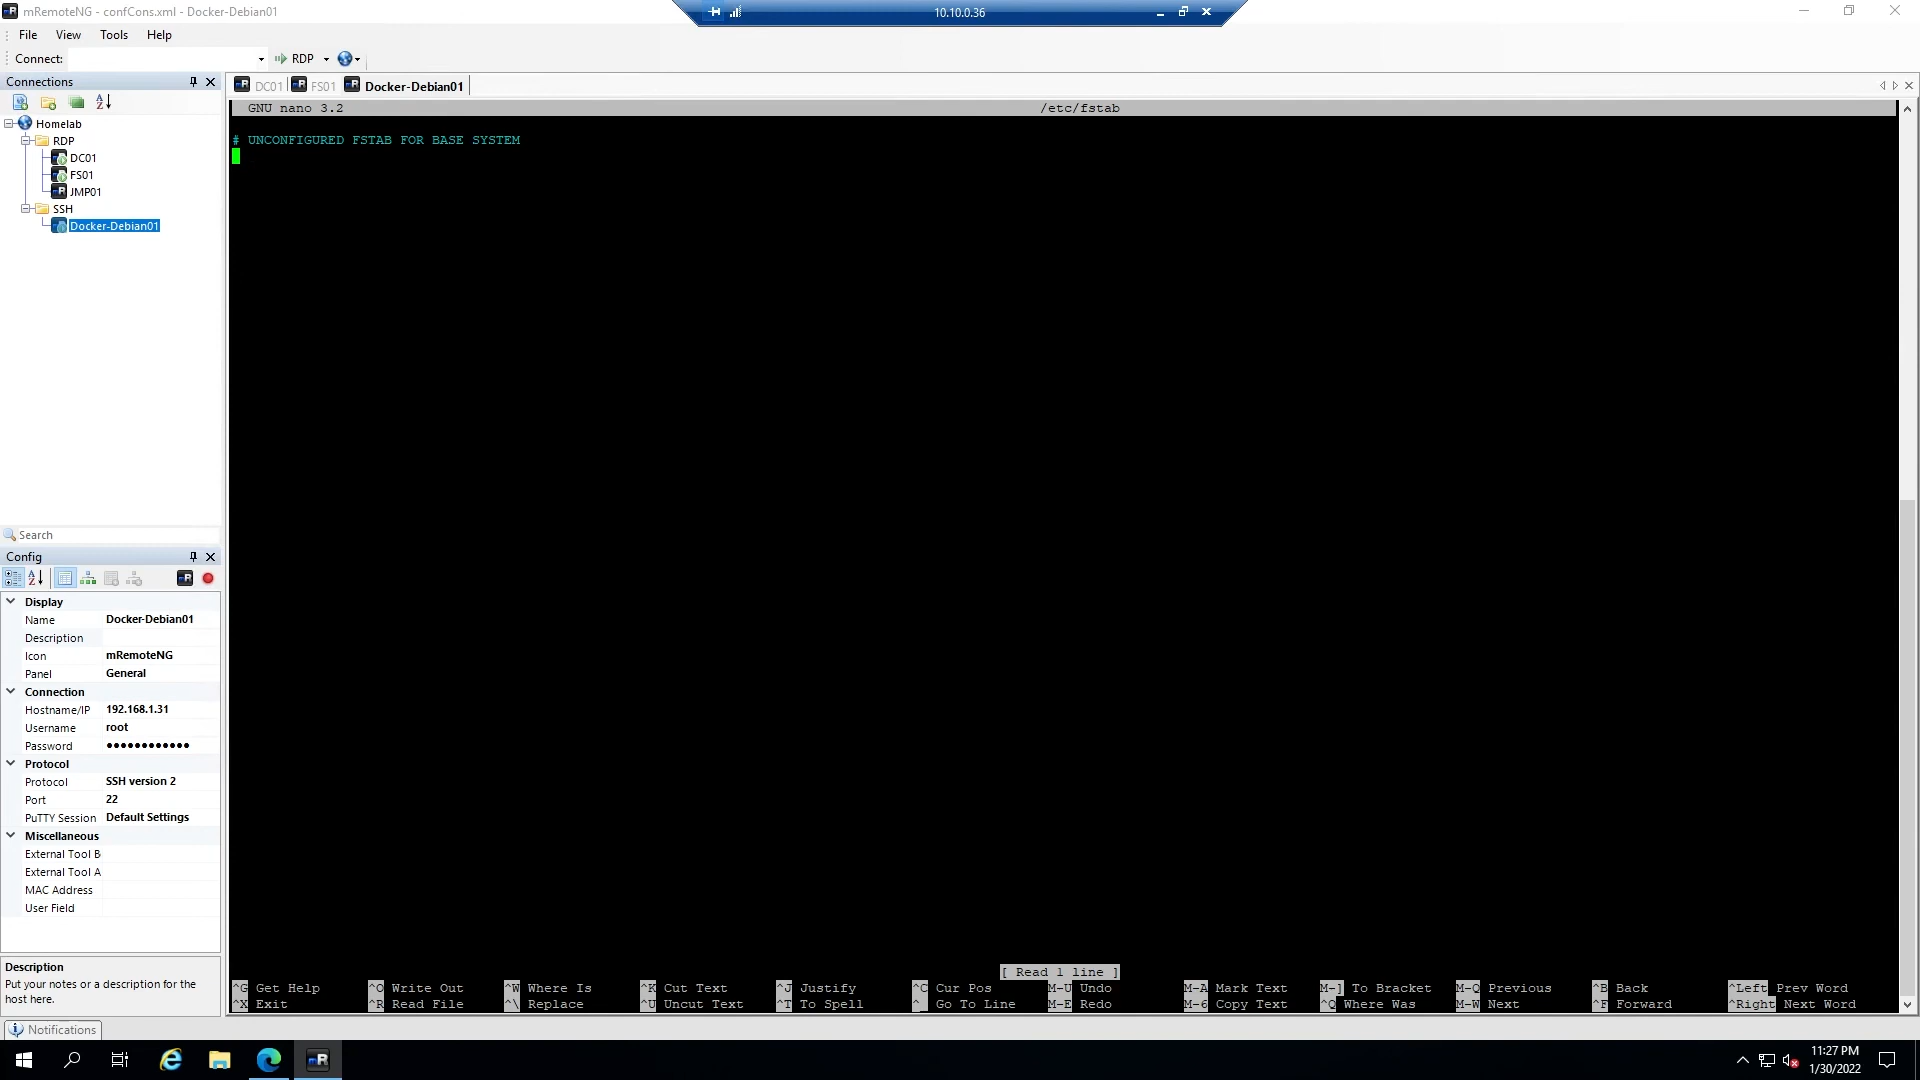 mRemoteNG - confCons.xml - Docker-Debian01
10.10.0.36
File View Tools Help
Connect: RDP
Connections
DC01 FS01 Docker-Debian01
Homelab
RDP
DC01
FS01
JMP01
SSH
Docker-Debian01
GNU nano 3.2 /etc/fstab
# UNCONFIGURED FSTAB FOR BASE SYSTEM
Search
Config
Display
Name Docker-Debian01
Description
Icon mRemoteNG
Panel General
Connection
Hostname/IP 192.168.1.31
Username root
Password ●●●●●●●●●●●●
Protocol
Protocol SSH version 2
Port 22
PuTTY Session Default Settings
Miscellaneous
External Tool B
External Tool A
MAC Address
User Field
Description
Put your notes or a description for the
host here.
[ Read 1 line ]
^G Get Help ^O Write Out ^W Where Is ^K Cut Text ^J Justify ^C Cur Pos M-U Undo M-A Mark Text M-] To Bracket M-Q Previous ^B Back ^Left Prev Word
^X Exit ^R Read File ^\ Replace ^U Uncut Text ^T To Spell ^_ Go To Line M-E Redo M-6 Copy Text ^Q Where Was M-W Next ^F Forward ^Right Next Word
Notifications
11:27 PM
1/30/2022